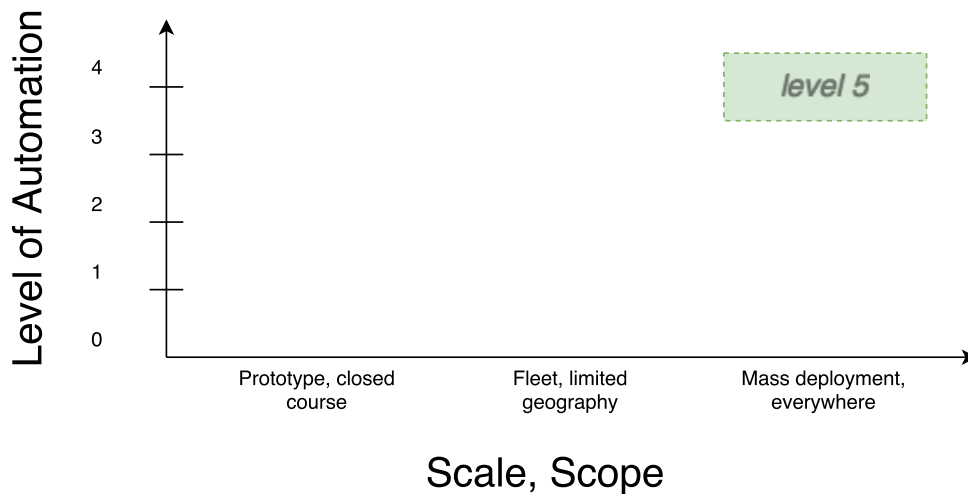 Level of Automation
4
3
2
1
0
level 5
Prototype, closed
course
Fleet, limited
geography
Mass deployment,
everywhere
Scale, Scope